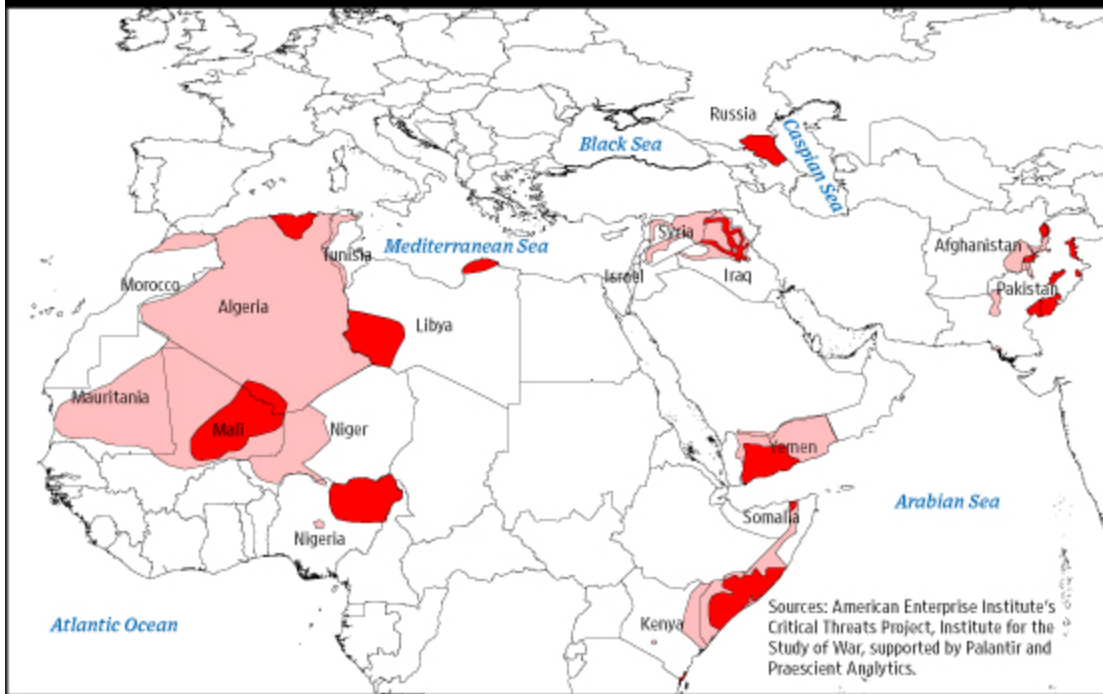 Russia
Black Sea
Caspian Sea
Mediterranean Sea
Syria
Afghanistan
Tunisia
Israel
Iraq
Morocco
Pakistan
Algeria
Libya
Mauritania
Mali
Niger
Yemen
Arabian Sea
Somalia
Nigeria
Sources: American Enterprise Institute's
Critical Threats Project, Institute for the
Study of War, supported by Palantir and
Praescient Analytics.
Kenya
Atlantic Ocean